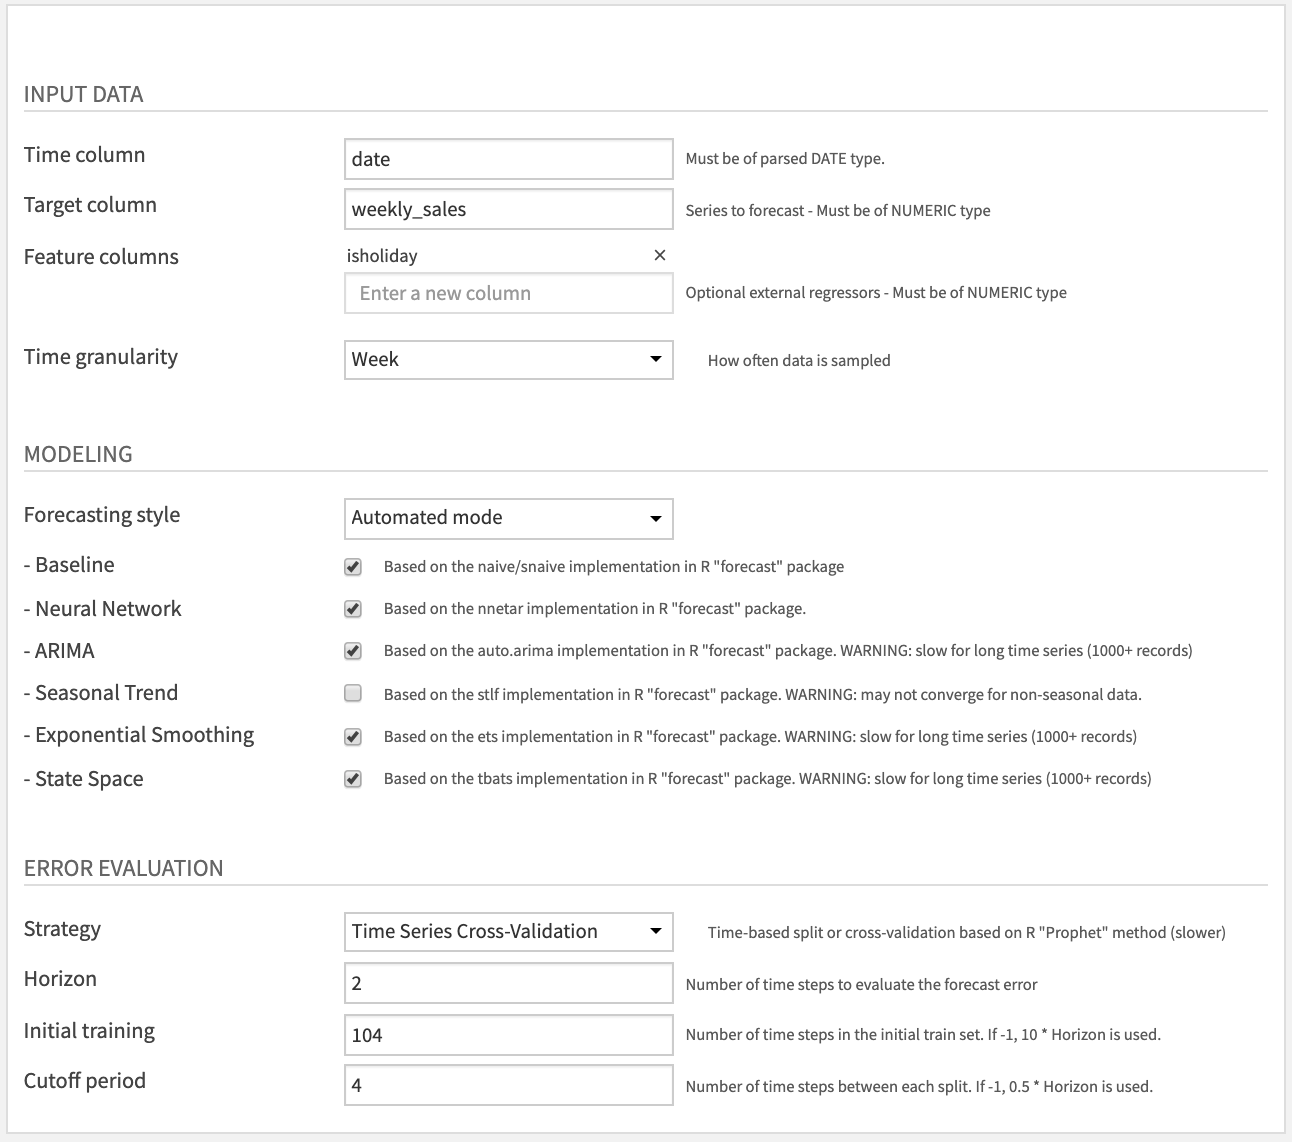 INPUT DATA
Time column
date
Must be of parsed DATE type.
Target column
weekly_sales
Series to forecast - Must be of NUMERIC type
Feature columns
isholiday ×
Enter a new column
Optional external regressors - Must be of NUMERIC type
Time granularity
Week
How often data is sampled
MODELING
Forecasting style
Automated mode
- Baseline
Based on the naive/snaive implementation in R "forecast" package
- Neural Network
Based on the nnetar implementation in R "forecast" package.
- ARIMA
Based on the auto.arima implementation in R "forecast" package. WARNING: slow for long time series (1000+ records)
- Seasonal Trend
Based on the stlf implementation in R "forecast" package. WARNING: may not converge for non-seasonal data.
- Exponential Smoothing
Based on the ets implementation in R "forecast" package. WARNING: slow for long time series (1000+ records)
- State Space
Based on the tbats implementation in R "forecast" package. WARNING: slow for long time series (1000+ records)
ERROR EVALUATION
Strategy
Time Series Cross-Validation
Time-based split or cross-validation based on R "Prophet" method (slower)
Horizon
2
Number of time steps to evaluate the forecast error
Initial training
104
Number of time steps in the initial train set. If -1, 10 * Horizon is used.
Cutoff period
4
Number of time steps between each split. If -1, 0.5 * Horizon is used.